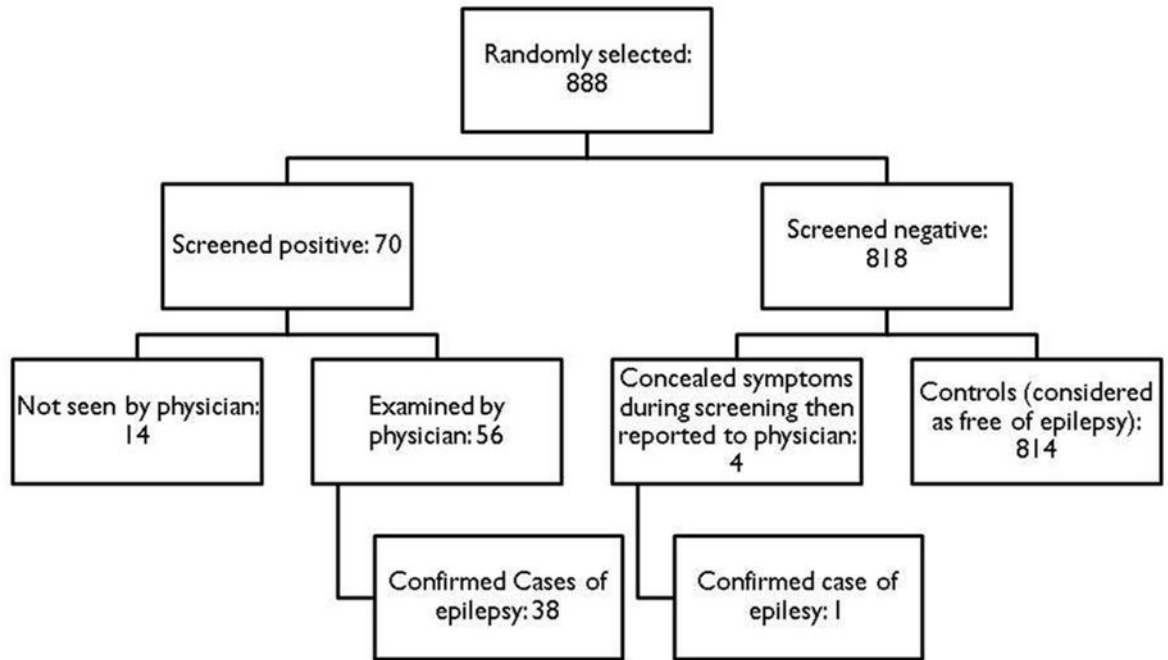 Randomly selected:
888
Screened positive: 70
Screened negative:
818
Not seen by physician:
14
Examined by
physician: 56
Concealed symptoms
during screening then
reported to physician:
4
Controls (considered
as free of epilepsy):
814
Confirmed Cases of
epilepsy: 38
Confirmed case of
epilesy: 1